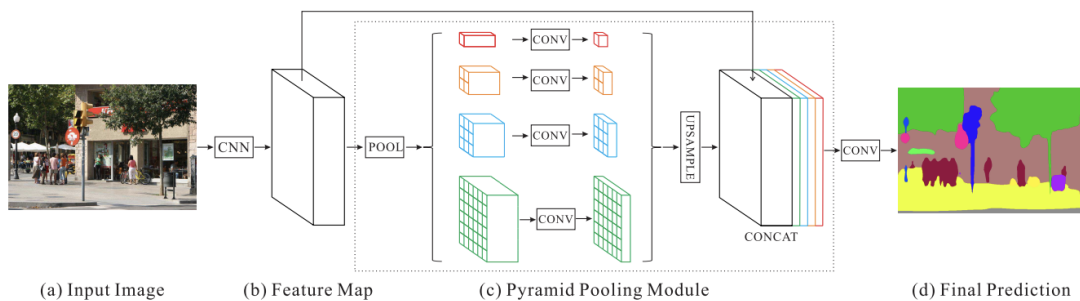 CNN
POOL
CONV
CONV
CONV
CONV
UPSAMPLE
CONCAT
CONV
(a) Input Image
(b) Feature Map
(c) Pyramid Pooling Module
(d) Final Prediction